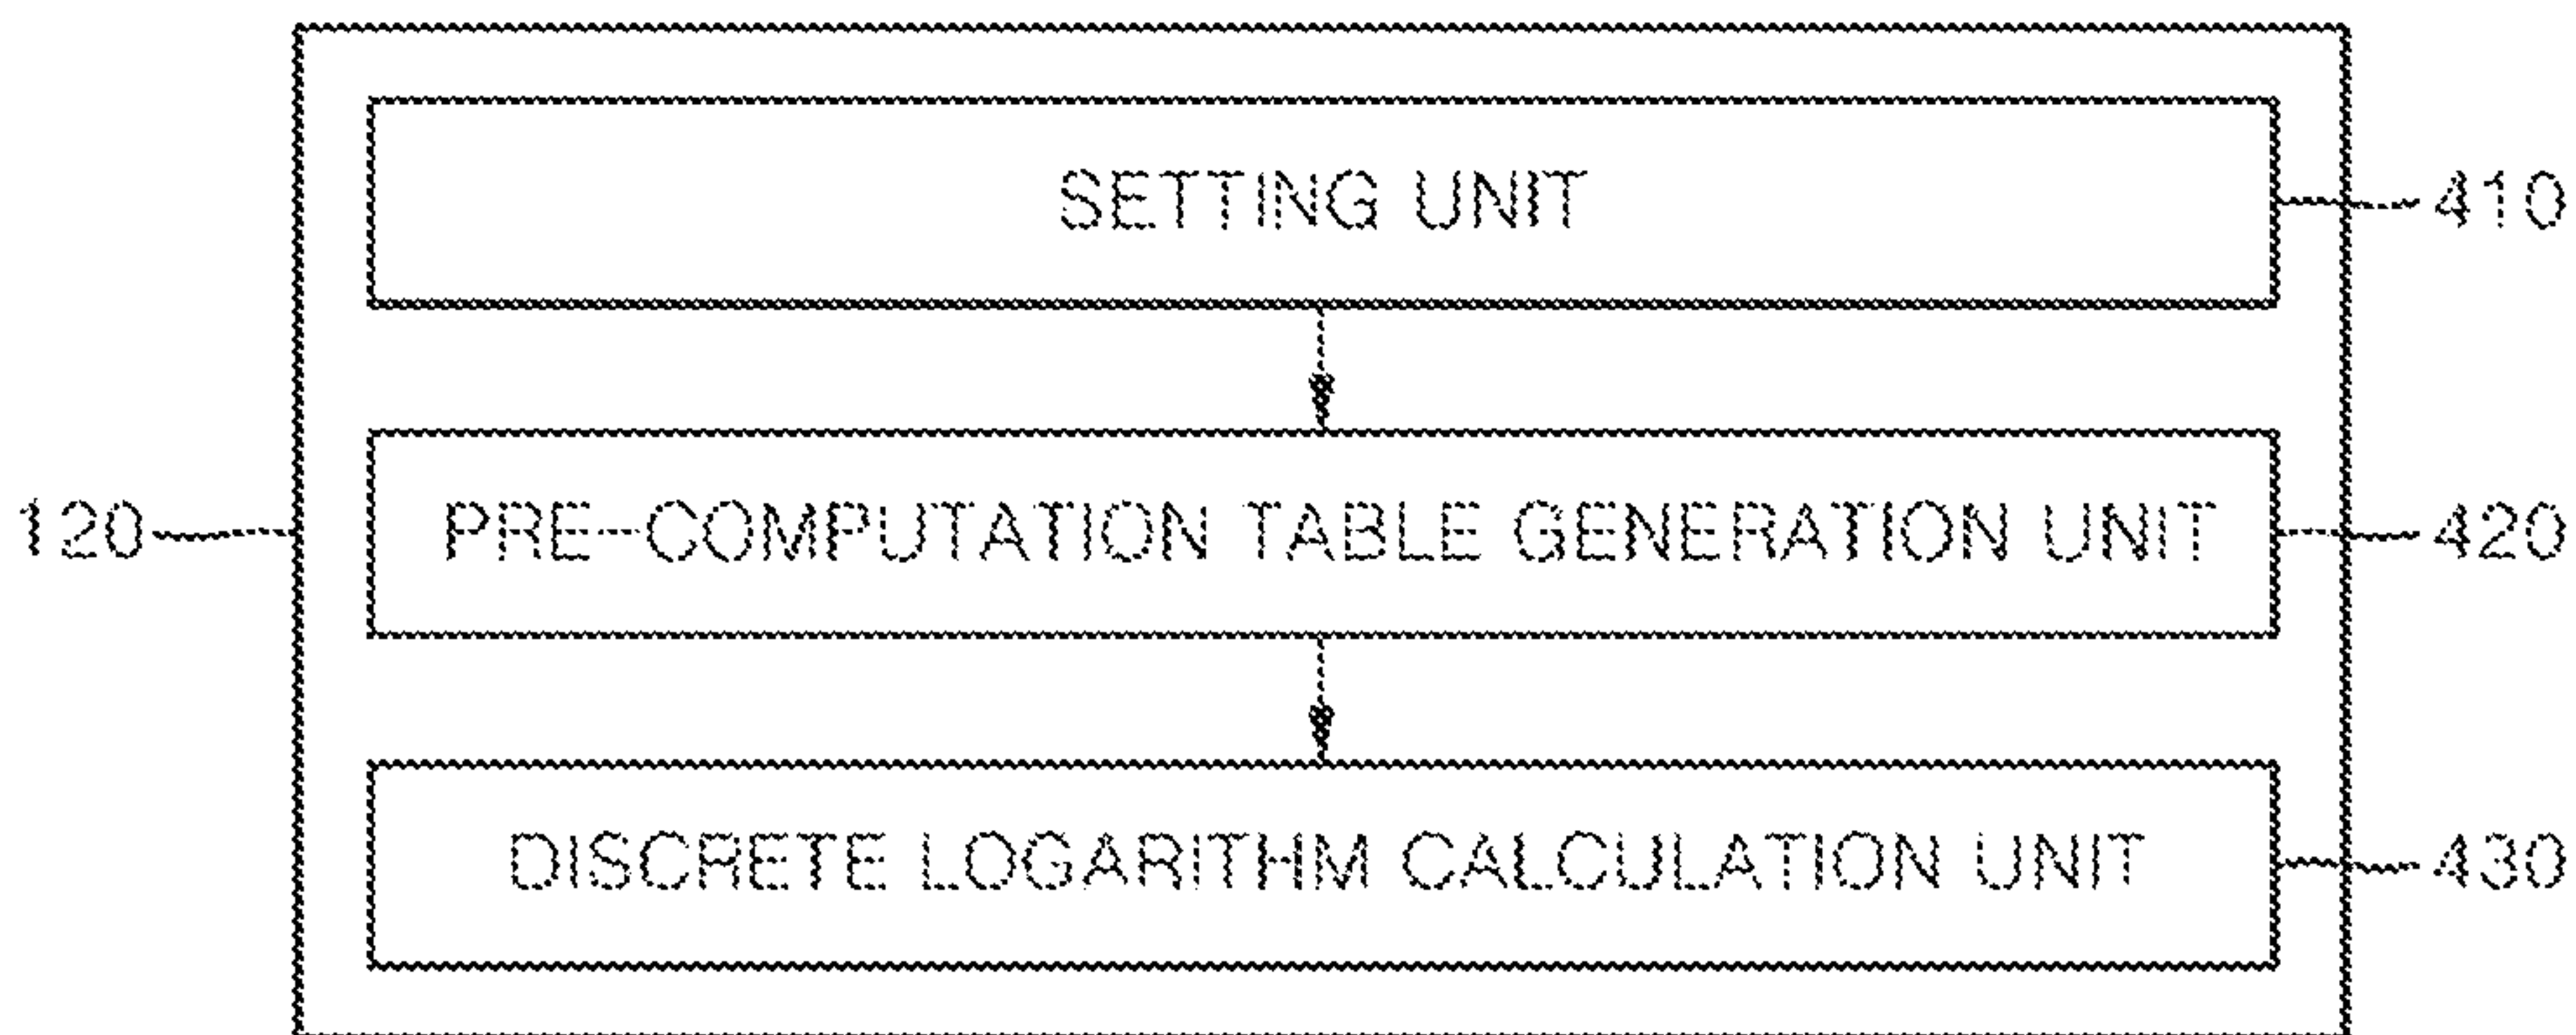 SETTING UNIT
410
120
PRE-COMPUTATION TABLE GENERATION UNIT
420
DISCRETE LOGARITHM CALCULATION UNIT
430